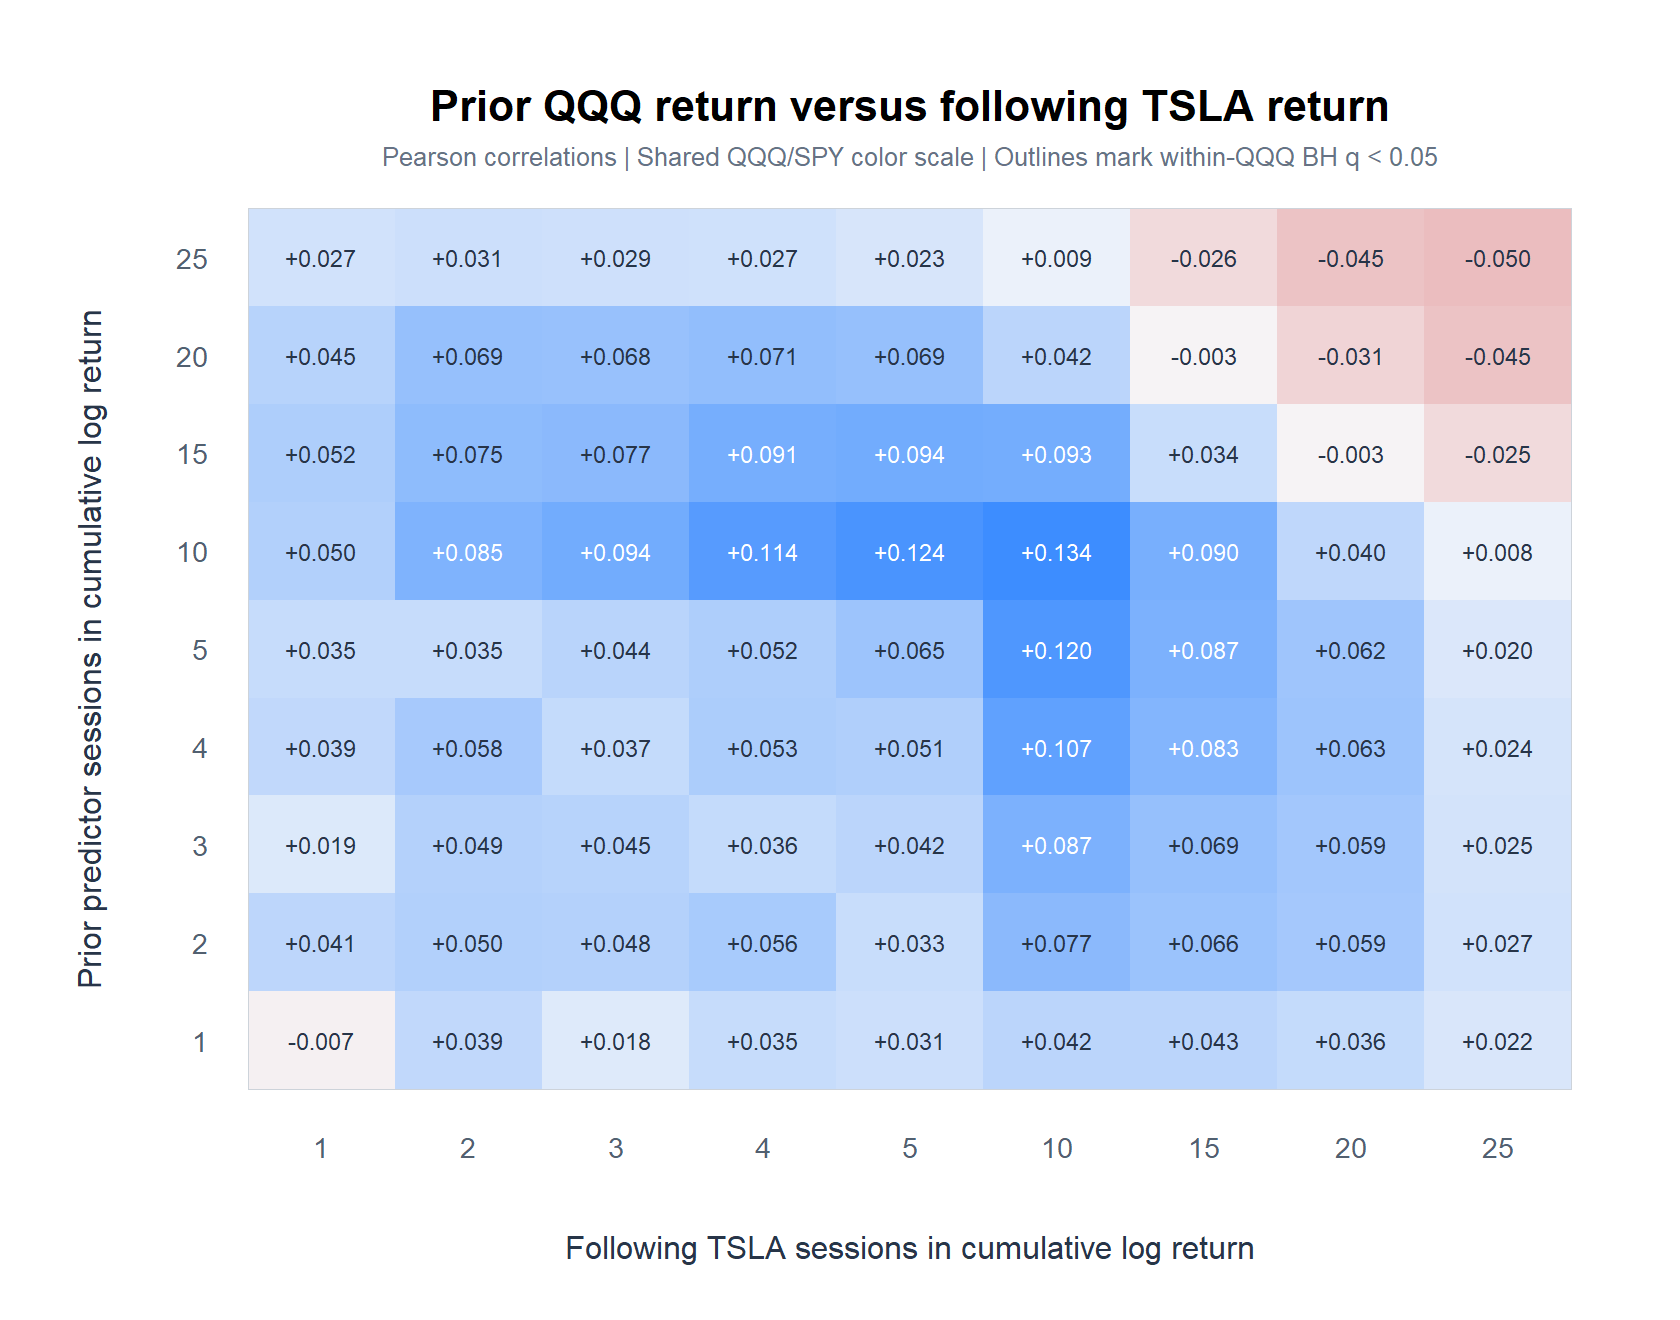 Prior QQQ return versus following TSLA return
Pearson correlations | Shared QQQ/SPY color scale | Outlines mark within-QQQ BH q < 0.05
Prior predictor sessions in cumulative log return
25 +0.027 +0.031 +0.029 +0.027 +0.023 +0.009 -0.026 -0.045 -0.050
20 +0.045 +0.069 +0.068 +0.071 +0.069 +0.042 -0.003 -0.031 -0.045
15 +0.052 +0.075 +0.077 +0.091 +0.094 +0.093 +0.034 -0.003 -0.025
10 +0.050 +0.085 +0.094 +0.114 +0.124 +0.134 +0.090 +0.040 +0.008
5 +0.035 +0.035 +0.044 +0.052 +0.065 +0.120 +0.087 +0.062 +0.020
4 +0.039 +0.058 +0.037 +0.053 +0.051 +0.107 +0.083 +0.063 +0.024
3 +0.019 +0.049 +0.045 +0.036 +0.042 +0.087 +0.069 +0.059 +0.025
2 +0.041 +0.050 +0.048 +0.056 +0.033 +0.077 +0.066 +0.059 +0.027
1 -0.007 +0.039 +0.018 +0.035 +0.031 +0.042 +0.043 +0.036 +0.022
1 2 3 4 5 10 15 20 25
Following TSLA sessions in cumulative log return